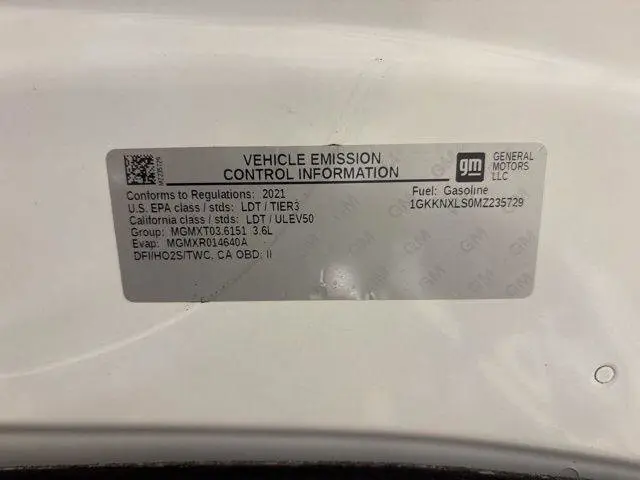 VEHICLE EMISSION
CONTROL INFORMATION
gm
GENERAL
MOTORS
LLC
MZ235729
Conforms to Regulations: 2021
U.S. EPA class / stds: LDT / TIER3
California class / stds: LDT / ULEV50
Group: MGMXT03.6151 3.6L
Evap: MGMXR014640A
DFI/HO2S/TWC, CA OBD: II
Fuel: Gasoline
1GKKNXLS0MZ235729